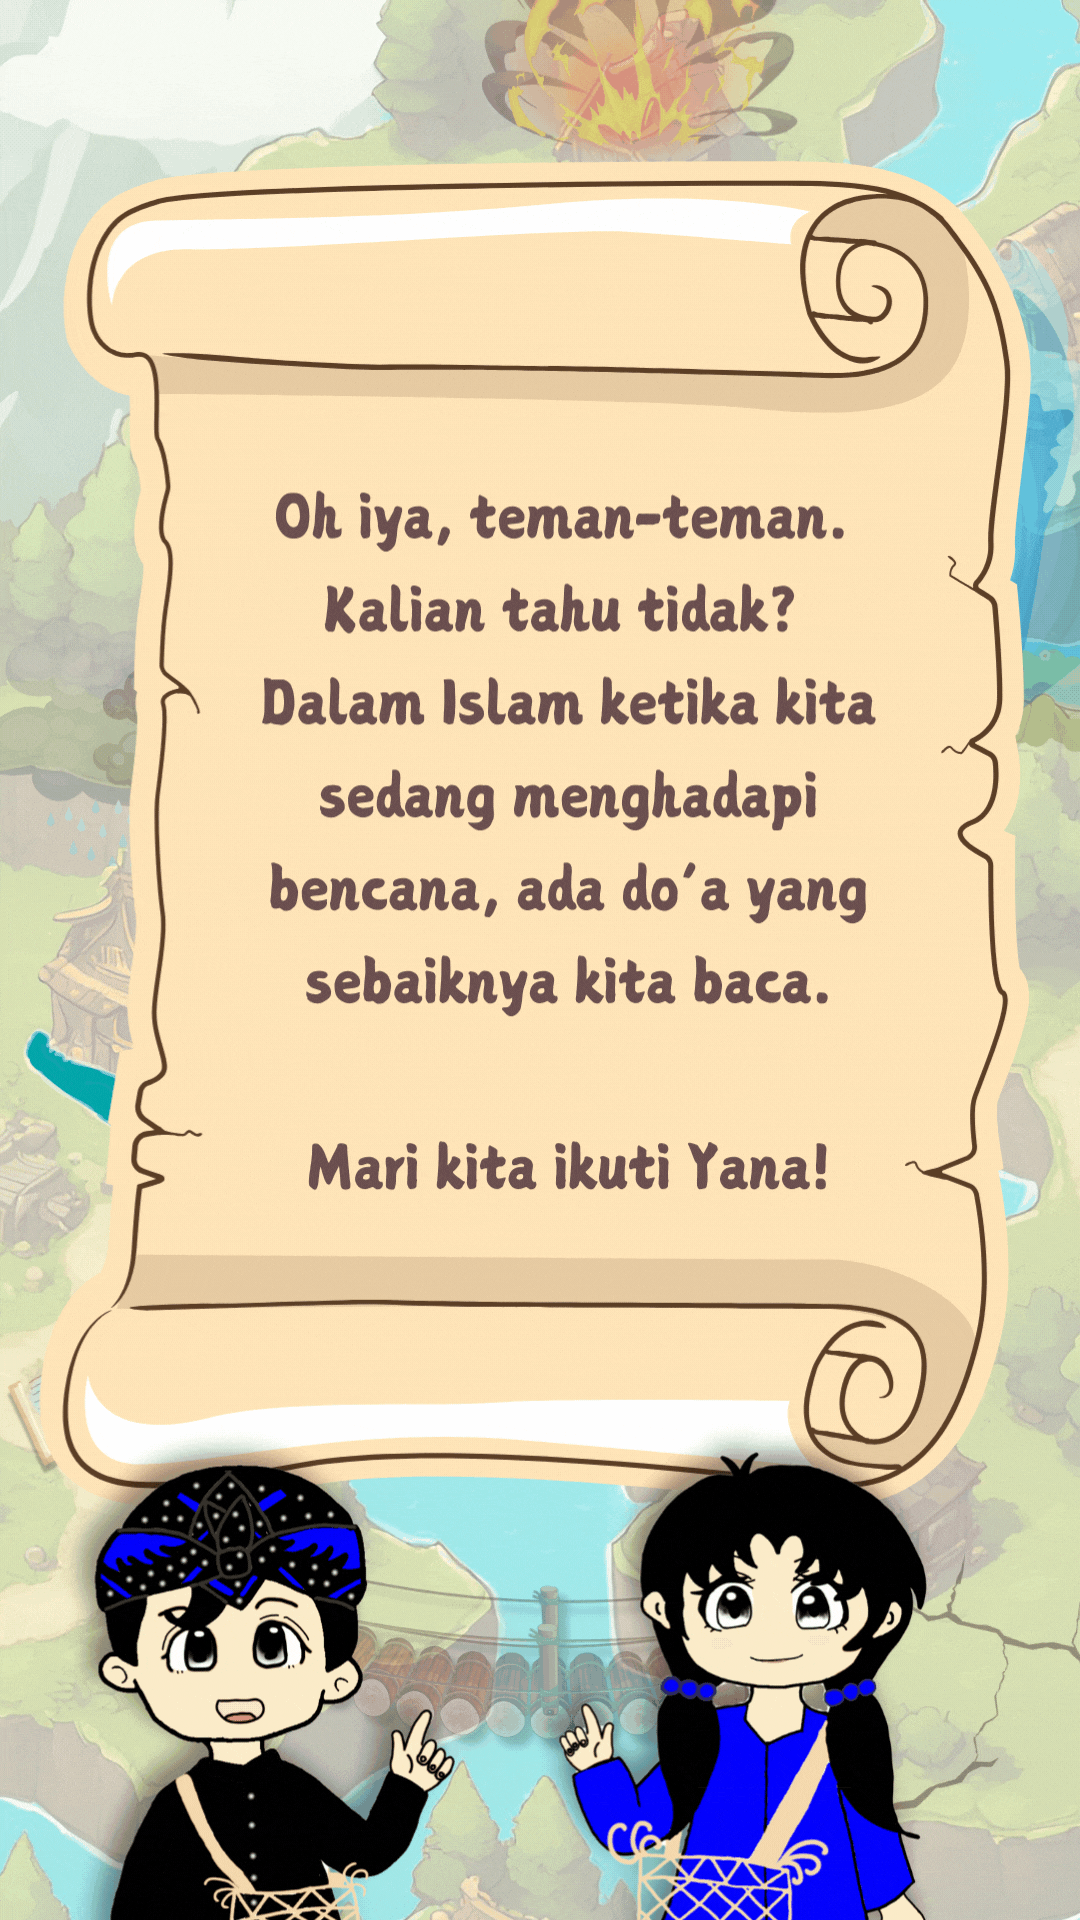 Oh iya, teman-teman.
Kalian tahu tidak?
Dalam Islam ketika kita
sedang menghadapi
bencana, ada do'a yang
sebaiknya kita baca.
Mari kita ikuti Yana!